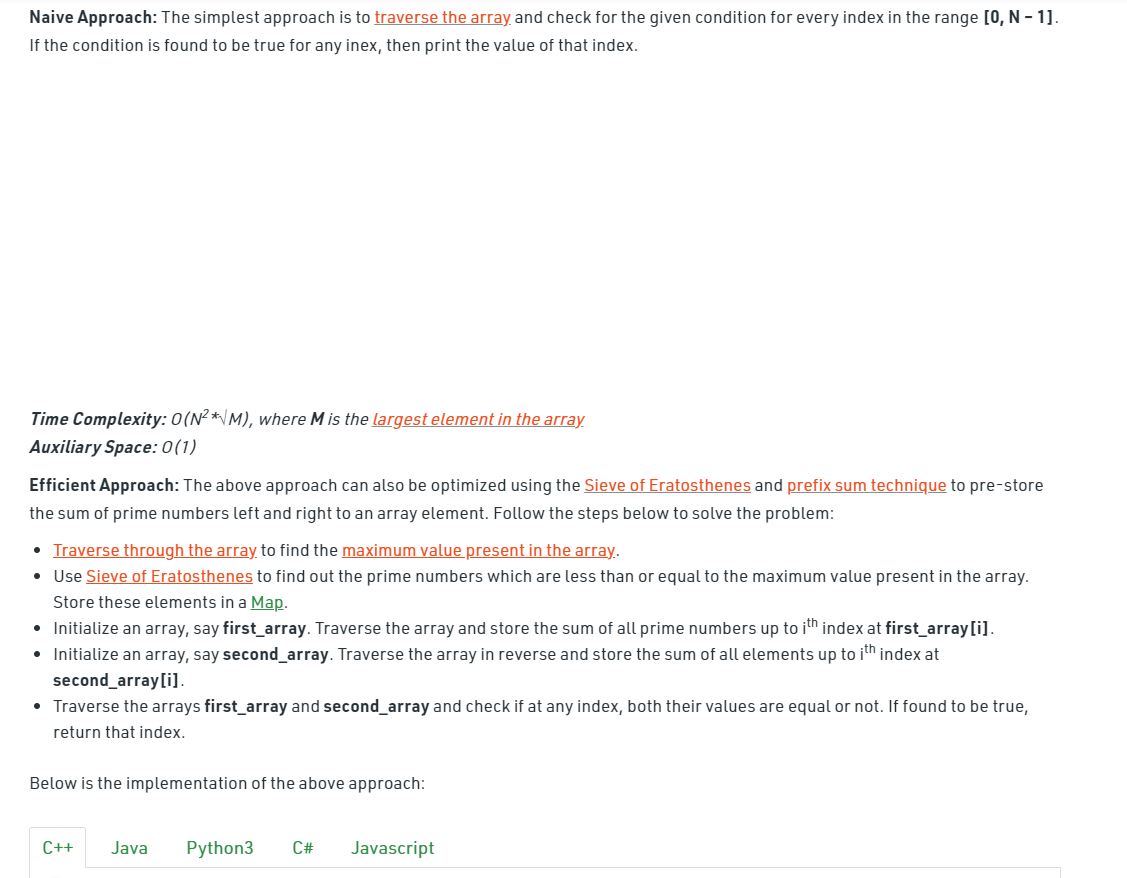 Naive Approach: The simplest approach is to traverse the array and check for the given condition for every index in the range [0, N – 1].
If the condition is found to be true for any inex, then print the value of that index.
Time Complexity: O(N²*√M), where M is the largest element in the array
Auxiliary Space: O(1)
Efficient Approach: The above approach can also be optimized using the Sieve of Eratosthenes and prefix sum technique to pre-store
the sum of prime numbers left and right to an array element. Follow the steps below to solve the problem:
• Traverse through the array to find the maximum value present in the array.
• Use Sieve of Eratosthenes to find out the prime numbers which are less than or equal to the maximum value present in the array.
Store these elements in a Map.
• Initialize an array, say first_array. Traverse the array and store the sum of all prime numbers up to iᵗʰ index at first_array[i].
• Initialize an array, say second_array. Traverse the array in reverse and store the sum of all elements up to iᵗʰ index at
second_array[i].
• Traverse the arrays first_array and second_array and check if at any index, both their values are equal or not. If found to be true,
return that index.
Below is the implementation of the above approach:
C++ Java Python3 C# Javascript